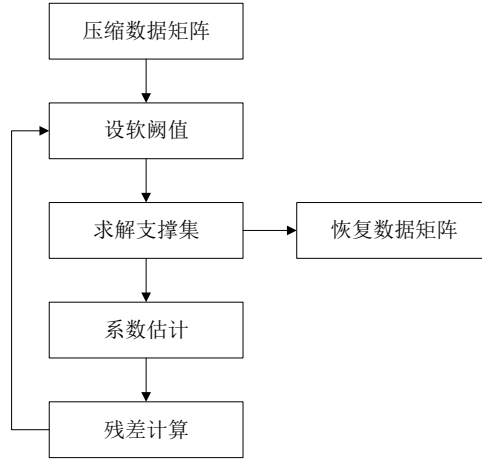 压缩数据矩阵
设软阙值
求解支撑集
恢复数据矩阵
系数估计
残差计算